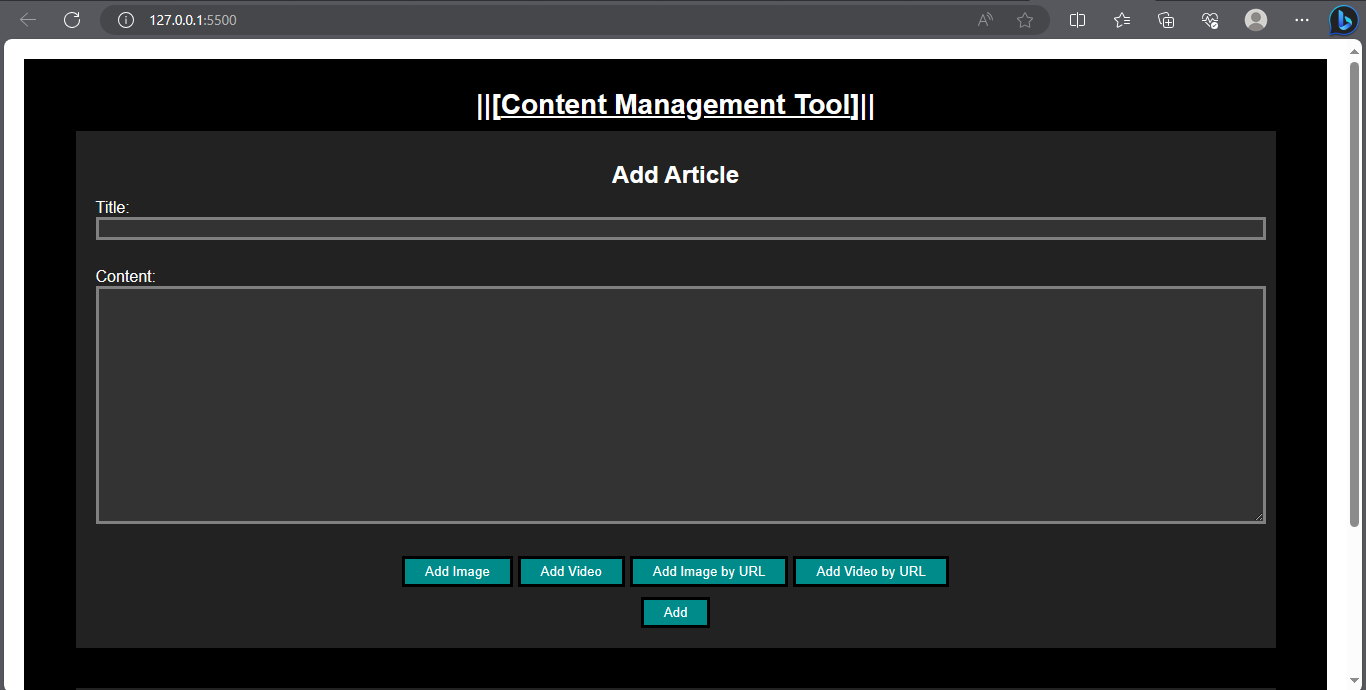 127.0.0.1:5500
||[Content Management Tool]||
Add Article
Title:
Content:
Add Image Add Video Add Image by URL Add Video by URL
Add